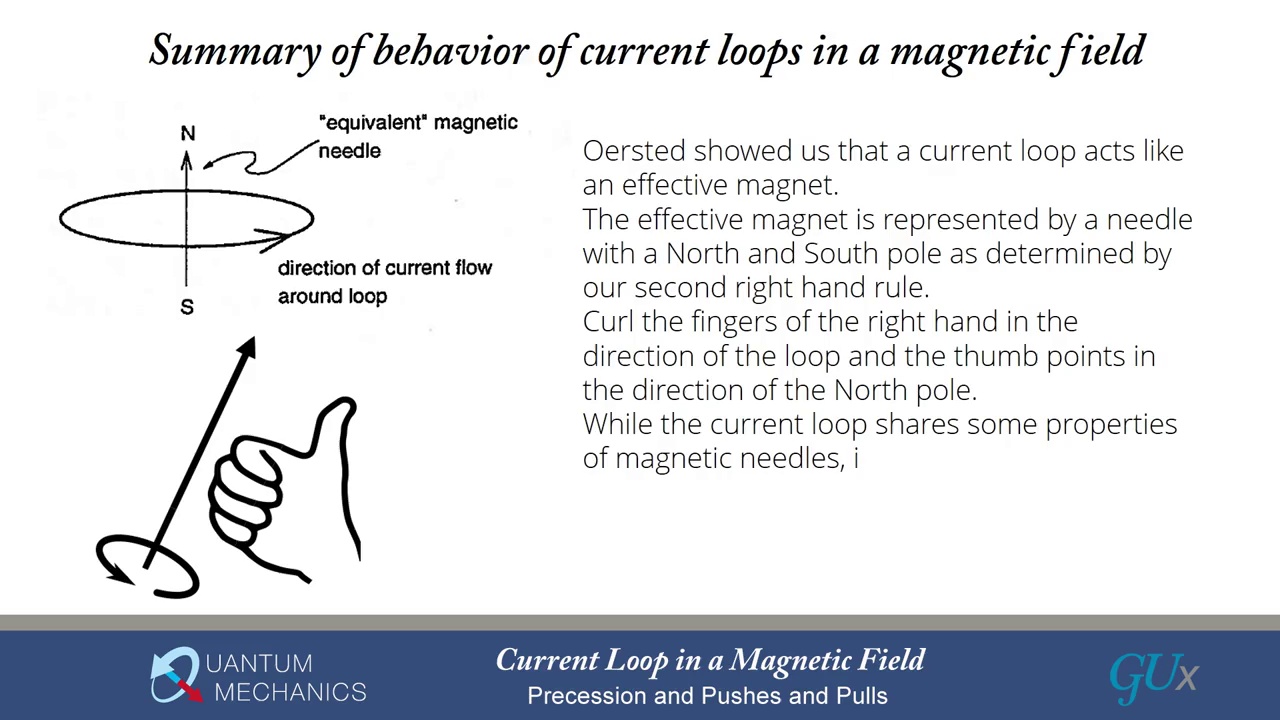 Summary of behavior of current loops in a magnetic field
N
"equivalent" magnetic
needle
direction of current flow
around loop
S
Oersted showed us that a current loop acts like
an effective magnet.
The effective magnet is represented by a needle
with a North and South pole as determined by
our second right hand rule.
Curl the fingers of the right hand in the
direction of the loop and the thumb points in
the direction of the North pole.
While the current loop shares some properties
of magnetic needles, i
QUANTUM
MECHANICS
Current Loop in a Magnetic Field
Precession and Pushes and Pulls
GUx